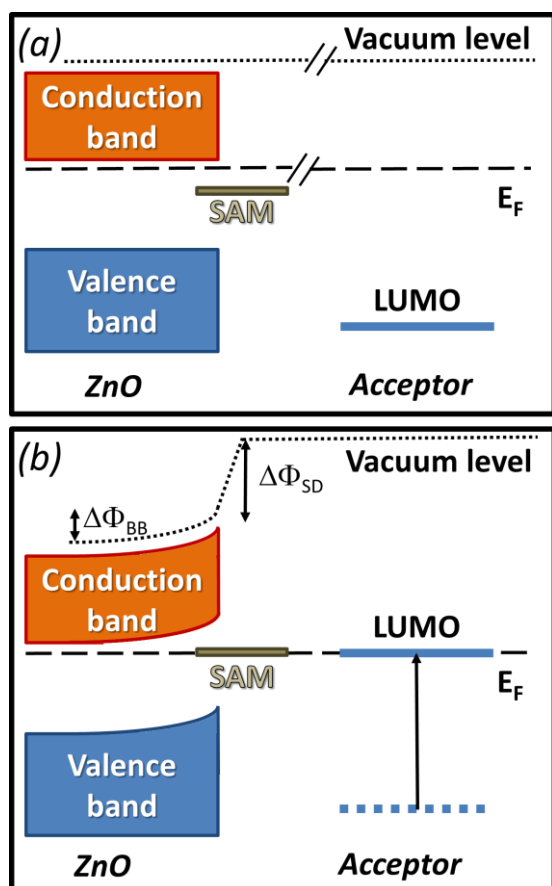 (a)
Vacuum level
Conduction
band
E_F
SAM
Valence
band
LUMO
ZnO
Acceptor
(b)
Vacuum level
ΔΦ_SD
ΔΦ_BB
Conduction
band
LUMO
SAM
E_F
Valence
band
ZnO
Acceptor